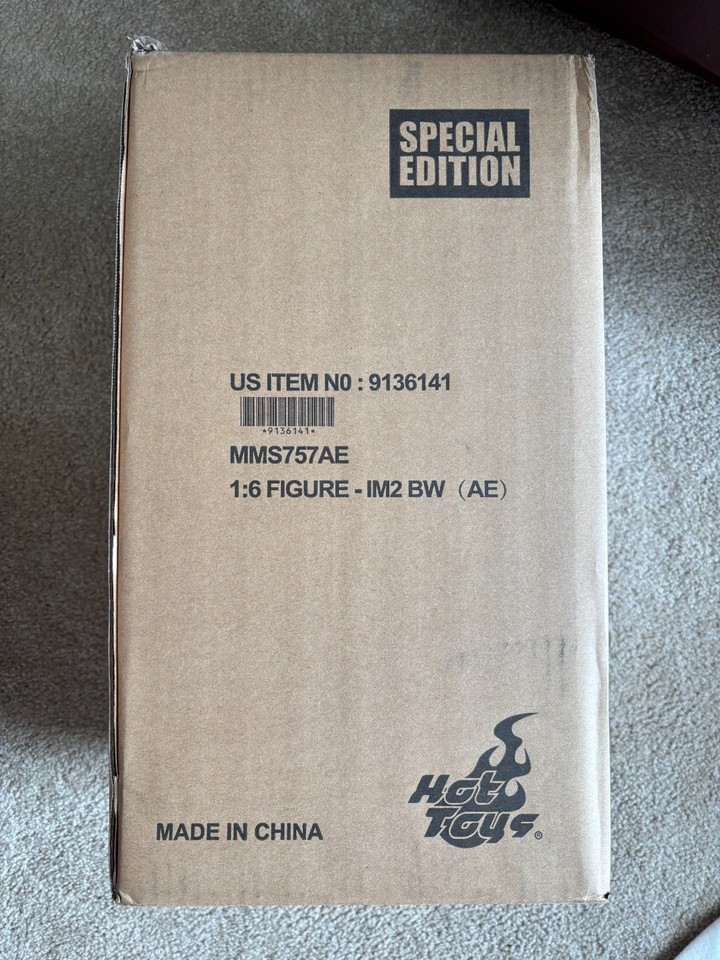 SPECIAL
EDITION
US ITEM N0 : 9136141
*9136141*
MMS757AE
1:6 FIGURE - IM2 BW（AE）
Hot
Toys®
MADE IN CHINA